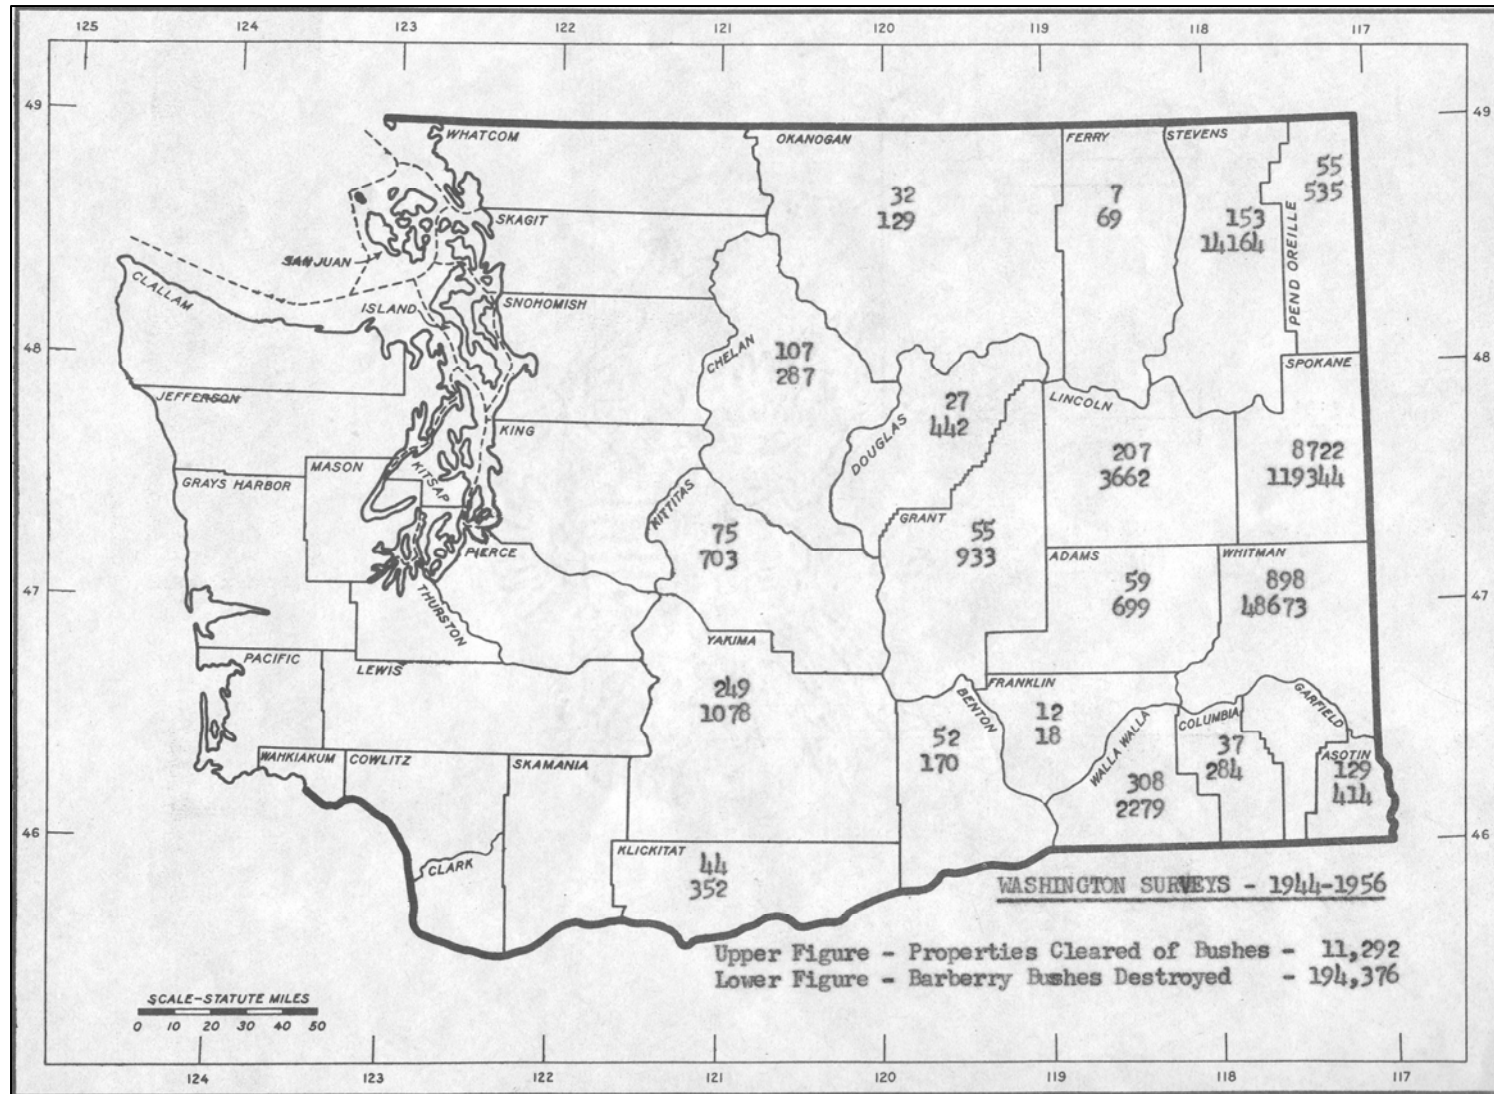 125 124 123 122 121 120 119 118 117
49 49
WHATCOM OKANOGAN FERRY STEVENS
55
535
32
129
7
69
153
14164
SKAGIT
PEND OREILLE
SAN JUAN
CLALLAM
ISLAND
SNOHOMISH
48 48
CHELAN
107
287
SPOKANE
JEFFERSON
LINCOLN
27
442
KING
DOUGLAS
207
3662
8722
119344
MASON
KITSAP
GRAYS HARBOR
KITTITAS
GRANT
75
703
55
933
PIERCE
ADAMS
WHITMAN
59
699
898
48673
47 47
THURSTON
YAKIMA
PACIFIC
LEWIS
249
1078
BENTON
FRANKLIN
12
18
GARFIELD
COLUMBIA
WALLA WALLA
37
284
52
170
WAHKIAKUM COWLITZ SKAMANIA
ASOTIN
129
414
308
2279
46 46
KLICKITAT
44
352
CLARK
WASHINGTON SURVEYS - 1944-1956
Upper Figure - Properties Cleared of Bushes - 11,292
Lower Figure - Barberry Bushes Destroyed - 194,376
SCALE-STATUTE MILES
0 10 20 30 40 50
124 123 122 121 120 119 118 117